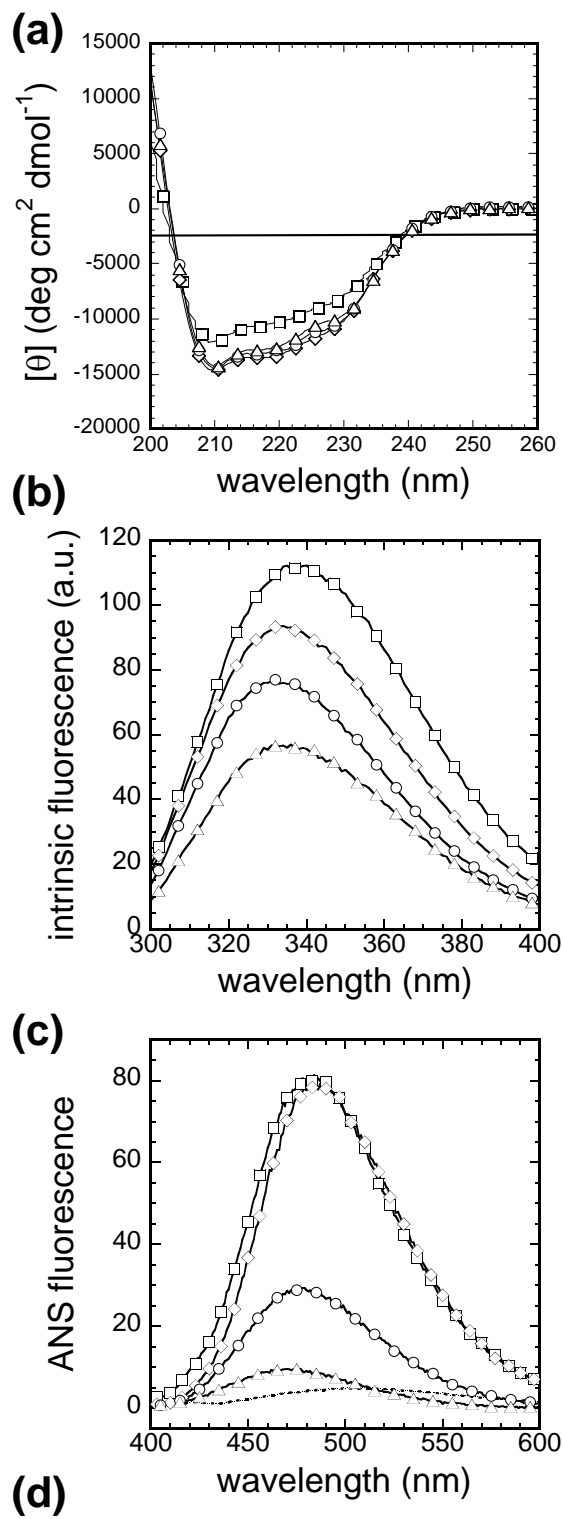 (a)
15000
10000
5000
0
-5000
-10000
-15000
-20000
[θ] (deg cm² dmol⁻¹)
200 210 220 230 240 250 260
wavelength (nm)
(b)
120
100
80
60
40
20
0
intrinsic fluorescence (a.u.)
300 320 340 360 380 400
wavelength (nm)
(c)
80
60
40
20
0
ANS fluorescence
400 450 500 550 600
wavelength (nm)
(d)